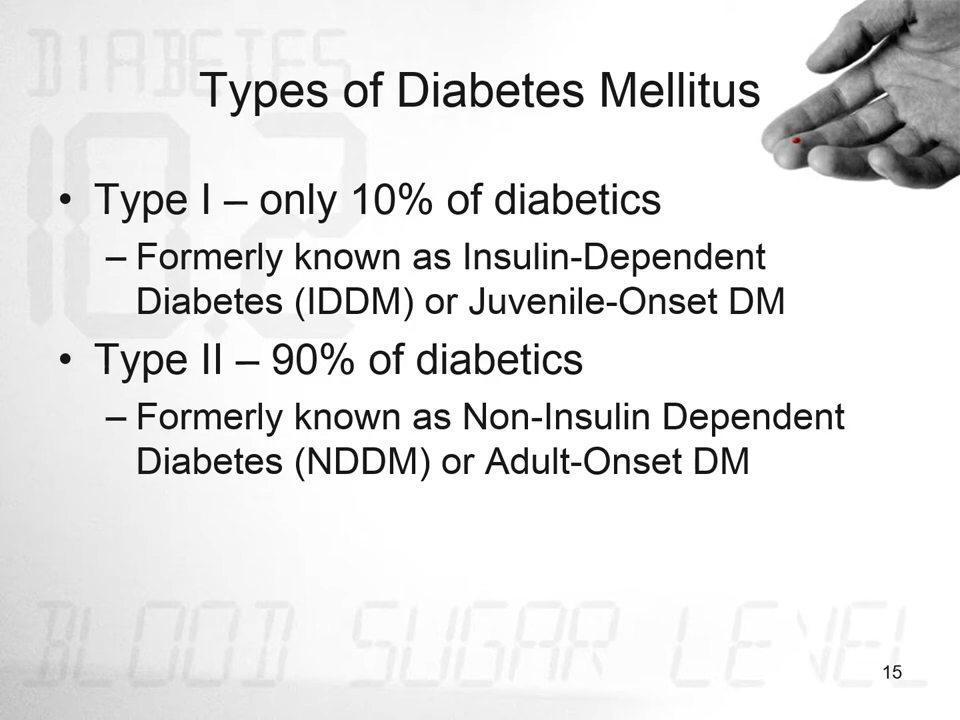 DIABETES
10.2
Types of Diabetes Mellitus
• Type I – only 10% of diabetics
– Formerly known as Insulin-Dependent
Diabetes (IDDM) or Juvenile-Onset DM
• Type II – 90% of diabetics
– Formerly known as Non-Insulin Dependent
Diabetes (NDDM) or Adult-Onset DM
BLOOD SUGAR LEVEL
15